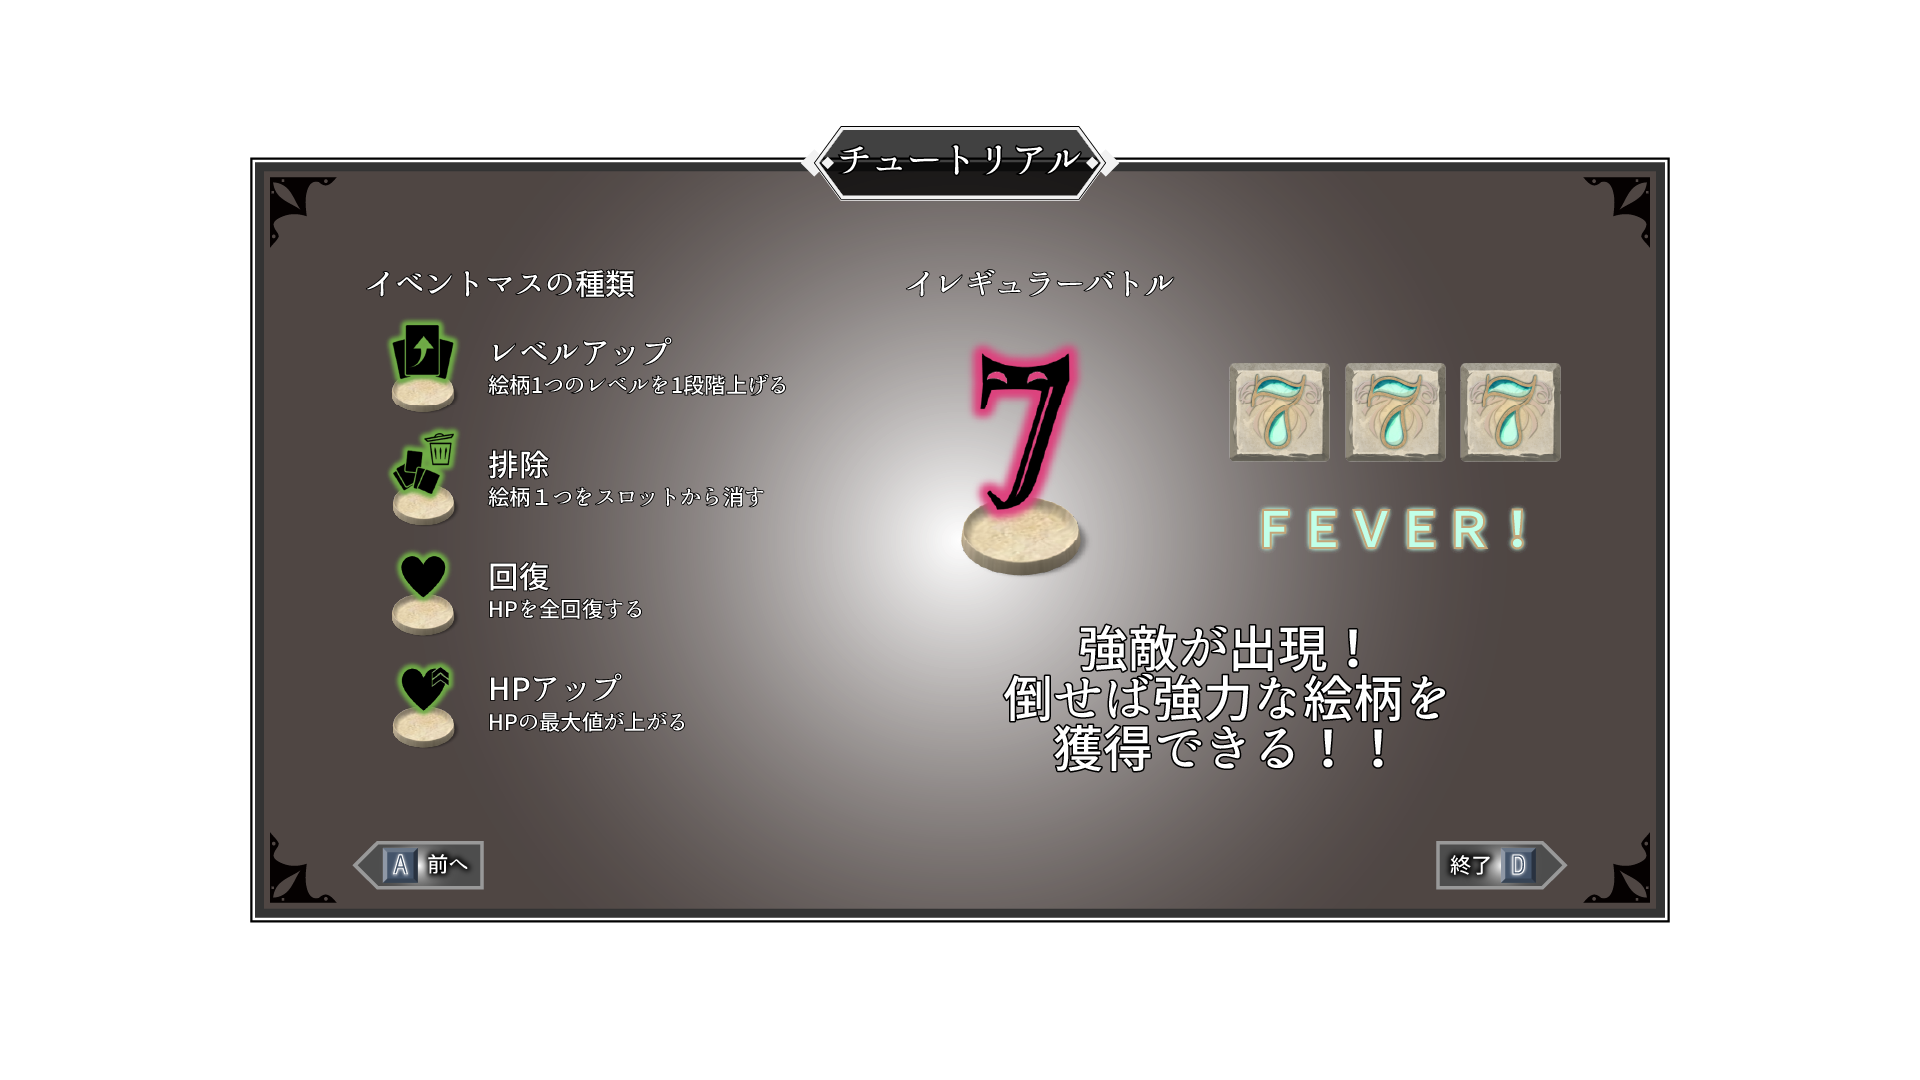 チュートリアル
イベントマスの種類
レベルアップ
絵柄1つのレベルを1段階上げる
排除
絵柄１つをスロットから消す
回復
HPを全回復する
HPアップ
HPの最大値が上がる
イレギュラーバトル
7
7 7 7
ＦＥＶＥＲ！
強敵が出現！
倒せば強力な絵柄を
獲得できる！！
A 前へ
終了 D